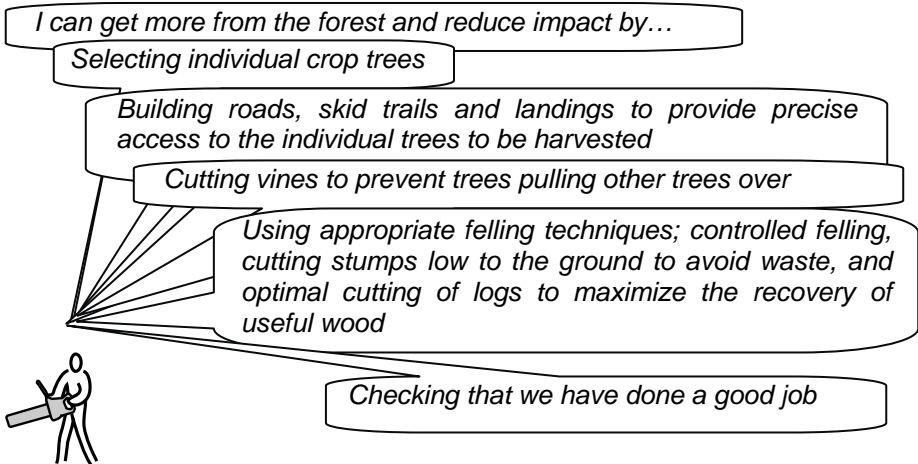 I can get more from the forest and reduce impact by…
Selecting individual crop trees
Building roads, skid trails and landings to provide precise
access to the individual trees to be harvested
Cutting vines to prevent trees pulling other trees over
Using appropriate felling techniques; controlled felling,
cutting stumps low to the ground to avoid waste, and
optimal cutting of logs to maximize the recovery of
useful wood
Checking that we have done a good job